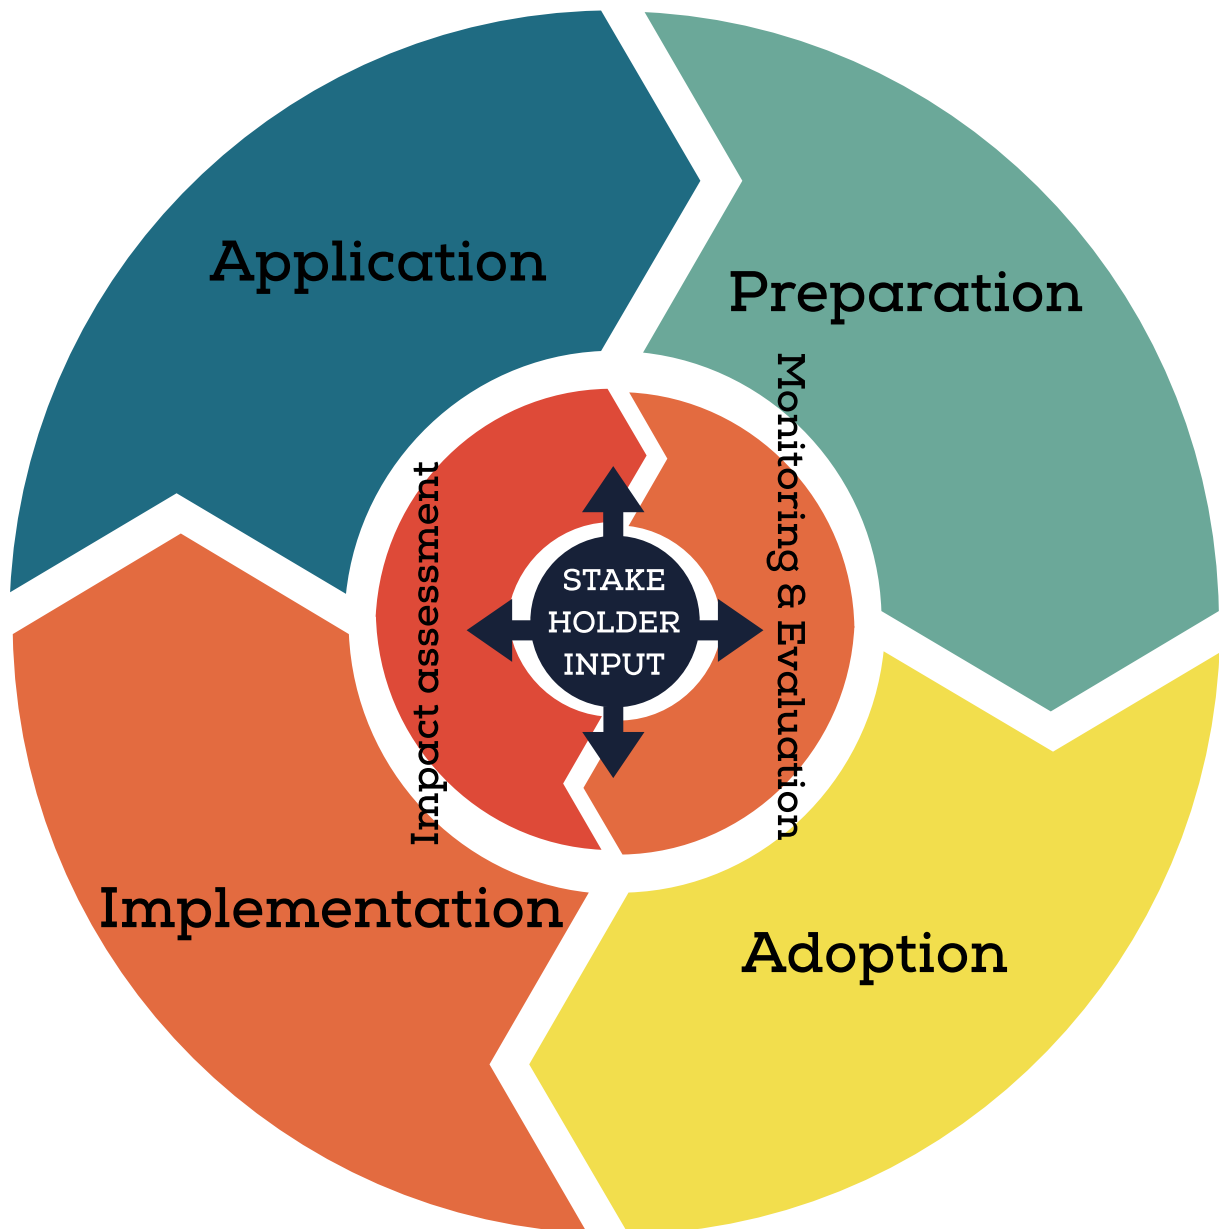 Application
Preparation
Monitoring & Evaluation
Impact assessment
STAKE
HOLDER
INPUT
Implementation
Adoption